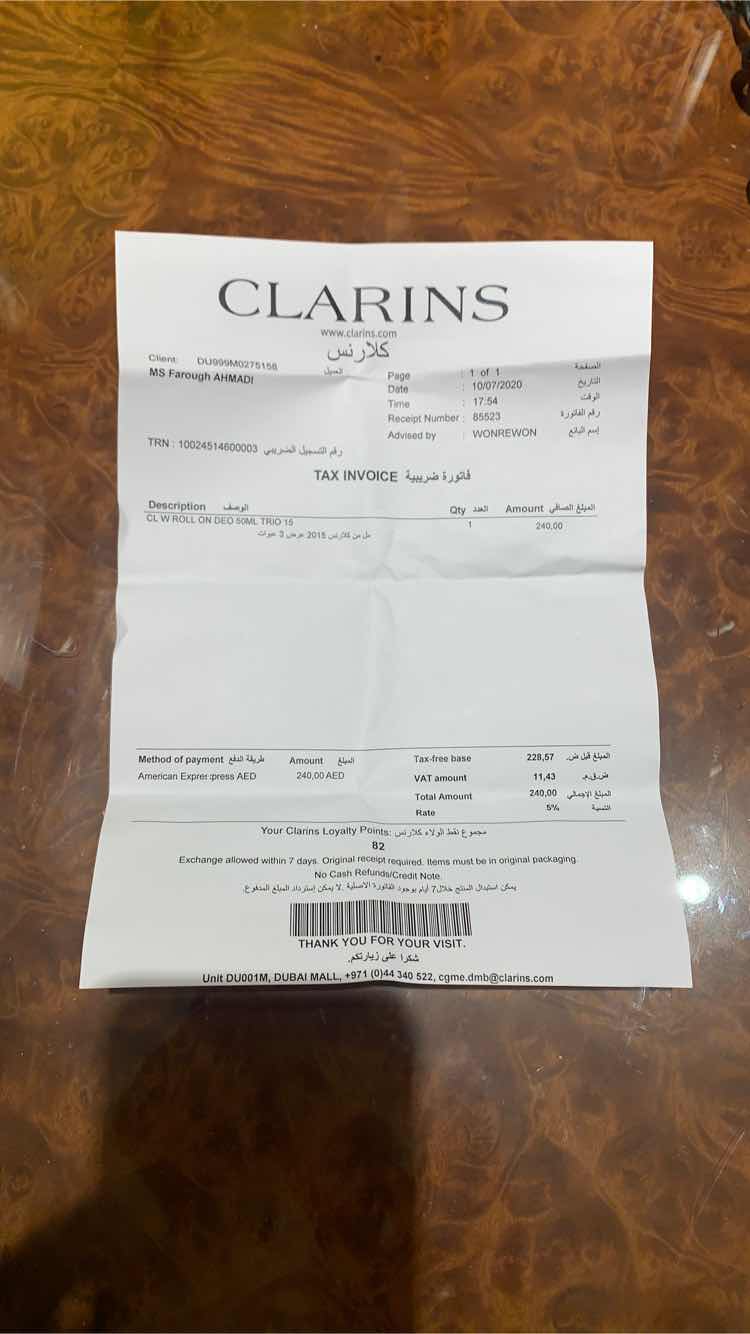 CLARINS
www.clarins.com
كلارنس
Client: DU999M0275156 العميل
MS Farough AHMADI
Page : 1 of 1 الصفحة
Date : 10/07/2020 التاريخ
Time : 17:54 الوقت
Receipt Number : 85523 رقم الفاتورة
Advised by : WONREWON إسم البائع
TRN : 10024514600003 رقم التسجيل الضريبي
TAX INVOICE فاتورة ضريبية
Description الوصف Qty العدد Amount المبلغ الصافي
CL W ROLL ON DEO 50ML TRIO 15 1 240,00
مل من كلارنس 2015 عرض 3 عبوات
Method of payment طريقة الدفع Amount المبلغ
American Exprer:press AED 240,00 AED
Tax-free base 228,57 المبلغ قبل ض.
VAT amount 11,43 ض.ق.م.
Total Amount 240,00 المبلغ الإجمالي
Rate 5% النسبة
Your Clarins Loyalty Points: مجموع نقط الولاء كلارنس
82
Exchange allowed within 7 days. Original receipt required. Items must be in original packaging.
No Cash Refunds/Credit Note.
يمكن استبدال المنتج خلال7 أيام بوجود الفاتورة الاصلية .لا يمكن إسترداد المبلغ المدفوع.
THANK YOU FOR YOUR VISIT.
شكرا على زيارتكم.
Unit DU001M, DUBAI MALL, +971 (0)44 340 522, cgme.dmb@clarins.com